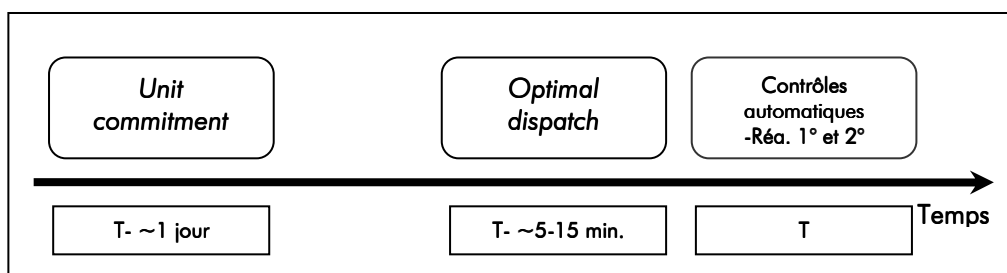 Unit
commitment
Optimal
dispatch
Contrôles
automatiques
-Réa. 1° et 2°
Temps
T- ~1 jour
T- ~5-15 min.
T